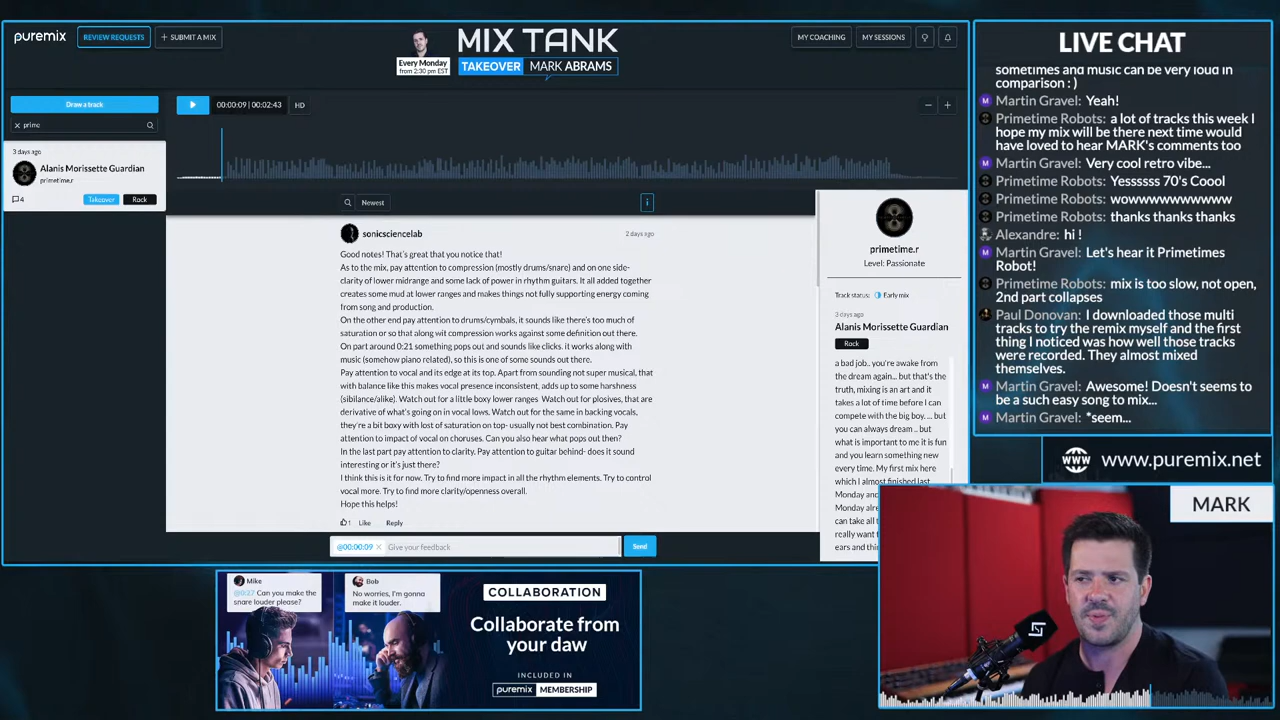 puremix
REVIEW REQUESTS
+ SUBMIT A MIX
Every Monday
from 2:30 pm EST
MIX TANK
TAKEOVER MARK ABRAMS
MY COACHING
MY SESSIONS
Draw a track
× prime
3 days ago
Alanis Morissette Guardian
primetime.r
4
Takeover
Rock
00:00:09 | 00:02:43
HD
Newest
i
sonicsciencelab
2 days ago
Good notes! That's great that you notice that!
As to the mix, pay attention to compression (mostly drums/snare) and on one side-
clarity of lower midrange and some lack of power in rhythm guitars. It all added together
creates some mud at lower ranges and makes things not fully supporting energy coming
from song and production.
On the other end pay attention to drums/cymbals, it sounds like there's too much of
saturation or so that along wit compression works against some definition out there.
On part around 0:21 something pops out and sounds like clicks. it works along with
music (somehow piano related), so this is one of some sounds out there.
Pay attention to vocal and its edge at its top. Apart from sounding not super musical, that
with balance like this makes vocal presence inconsistent, adds up to some harshness
(sibilance/alike). Watch out for a little boxy lower ranges Watch out for plosives, that are
derivative of what's going on in vocal lows. Watch out for the same in backing vocals,
they're a bit boxy with lost of saturation on top- usually not best combination. Pay
attention to impact of vocal on choruses. Can you also hear what pops out then?
In the last part pay attention to clarity. Pay attention to guitar behind- does it sound
interesting or it's just there?
I think this is it for now. Try to find more impact in all the rhythm elements. Try to control
vocal more. Try to find more clarity/openness overall.
Hope this helps!
1 Like Reply
@00:00:09 × Give your feedback
Send
primetime.r
Level: Passionate
Track status: Early mix
3 days ago
Alanis Morissette Guardian
Rock
a bad job.. you're awake from
the dream again... but that's the
truth, mixing is an art and it
takes a lot of time before I can
compete with the big boy. ... but
you can always dream .. but
what is important to me it is fun
and you learn something new
every time. My first mix here
which I almost finished last
Monday and
Monday alr
can take all t
really want t
ears and thin
LIVE CHAT
sometimes and music can be very loud in
comparison : )
Martin Gravel: Yeah!
Primetime Robots: a lot of tracks this week I
hope my mix will be there next time would
have loved to hear MARK's comments too
Martin Gravel: Very cool retro vibe...
Primetime Robots: Yessssss 70's Coool
Primetime Robots: wowwwwwwwwww
Primetime Robots: thanks thanks thanks
Alexandre: hi !
Martin Gravel: Let's hear it Primetimes
Robot!
Primetime Robots: mix is too slow, not open,
2nd part collapses
Paul Donovan: I downloaded those multi
tracks to try the remix myself and the first
thing I noticed was how well those tracks
were recorded. They almost mixed
themselves.
Martin Gravel: Awesome! Doesn't seems to
be a such easy song to mix...
Martin Gravel: *seem...
www www.puremix.net
MARK
Mike
@0:27 Can you make the
snare louder please?
Bob
No worries, I'm gonna
make it louder.
COLLABORATION
Collaborate from
your daw
INCLUDED IN
puremix MEMBERSHIP